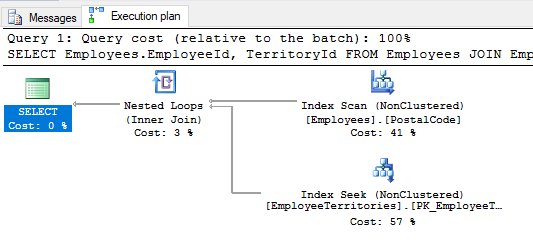 Messages
Execution plan
Query 1: Query cost (relative to the batch): 100%
SELECT Employees.EmployeeId, TerritoryId FROM Employees JOIN Emp
SELECT
Cost: 0 %
Nested Loops
(Inner Join)
Cost: 3 %
Index Scan (NonClustered)
[Employees].[PostalCode]
Cost: 41 %
Index Seek (NonClustered)
[EmployeeTerritories].[PK_EmployeeT…
Cost: 57 %